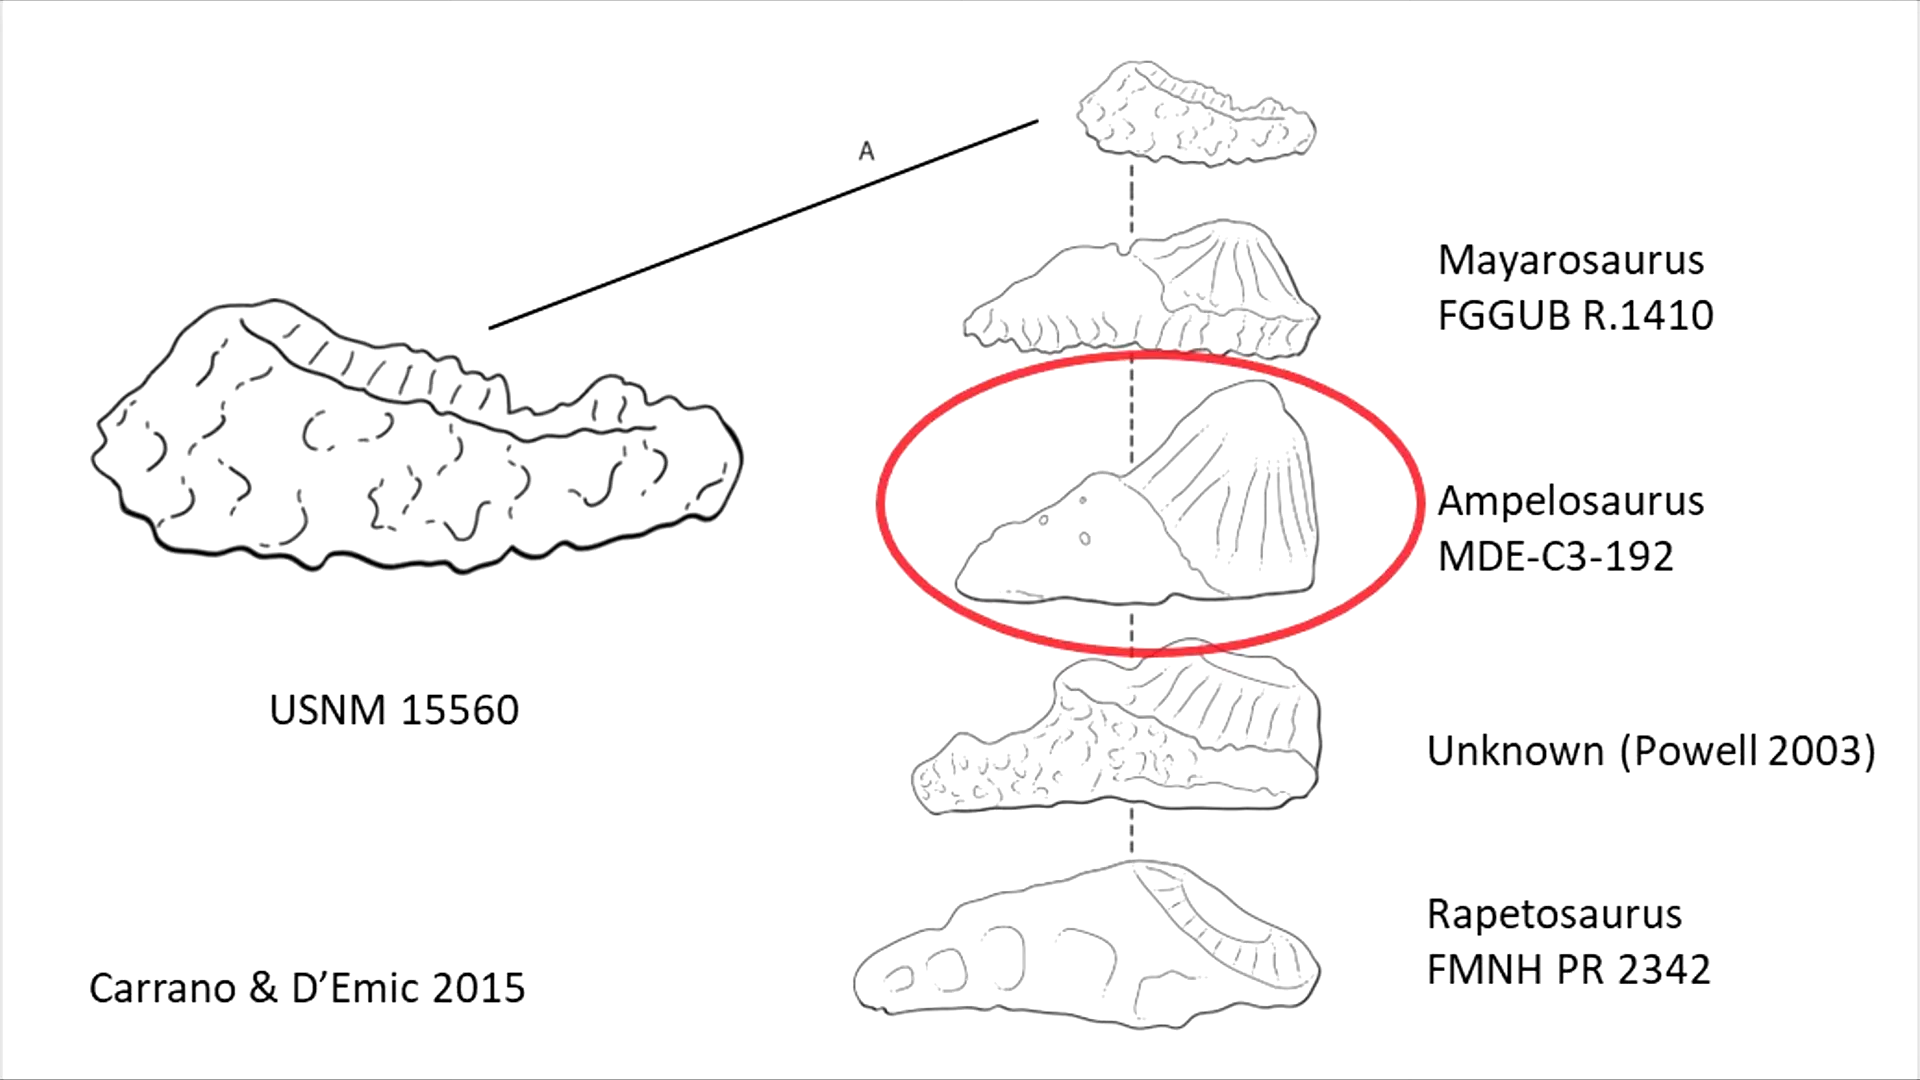 A
Mayarosaurus
FGGUB R.1410
Ampelosaurus
MDE-C3-192
USNM 15560
Unknown (Powell 2003)
Rapetosaurus
FMNH PR 2342
Carrano & D’Emic 2015